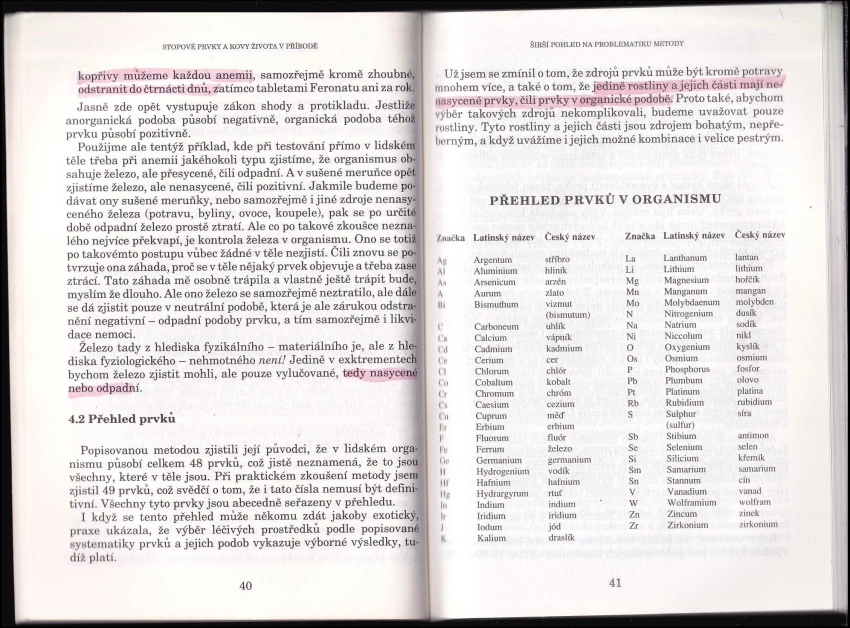 STOPOVÉ PRVKY A KOVY ŽIVOTA V PŘÍRODĚ
kopřivy můžeme každou anemii, samozřejmě kromě zhoubné,
odstranit do čtrnácti dnů, zatímco tabletami Feronatu ani za rok.
Jasně zde opět vystupuje zákon shody a protikladu. Jestliže
anorganická podoba působí negativně, organická podoba téhož
prvku působí pozitivně.
Použijme ale tentýž příklad, kde při testování přímo v lidském
těle třeba při anemii jakéhokoli typu zjistíme, že organismus ob-
sahuje železo, ale přesycené, čili odpadní. A v sušené meruňce opět
zjistíme železo, ale nenasycené, čili pozitivní. Jakmile budeme po-
dávat ony sušené meruňky, nebo samozřejmě i jiné zdroje nenasy-
ceného železa (potravu, byliny, ovoce, koupele), pak se po určité
době odpadní železo prostě ztratí. Ale co po takové zkoušce nezna-
lého nejvíce překvapí, je kontrola železa v organismu. Ono se totiž
po takovémto postupu vůbec žádné v těle nezjistí. Čili znovu se po-
tvrzuje ona záhada, proč se v těle nějaký prvek objevuje a třeba zase
ztrácí. Tato záhada mě osobně trápila a vlastně ještě trápit bude,
myslím že dlouho. Ale ono železo se samozřejmě neztratilo, ale dále
se dá zjistit pouze v neutrální podobě, která je ale zárukou odstra-
nění negativní – odpadní podoby prvku, a tím samozřejmě i likvi-
dace nemoci.
Železo tady z hlediska fyzikálního – materiálního je, ale z hle-
diska fyziologického – nehmotného není! Jedině v exktrementech
bychom železo zjistit mohli, ale pouze vylučované, tedy nasycené
nebo odpadní.
4.2 Přehled prvků
Popisovanou metodou zjistili její původci, že v lidském orga-
nismu působí celkem 48 prvků, což jistě neznamená, že to jsou
všechny, které v těle jsou. Při praktickém zkoušení metody jsem
zjistil 49 prvků, což svědčí o tom, že i tato čísla nemusí být defini-
tivní. Všechny tyto prvky jsou abecedně seřazeny v přehledu.
I když se tento přehled může někomu zdát jakoby exotický,
praxe ukázala, že výběr léčivých prostředků podle popisované
systematiky prvků a jejich podob vykazuje výborné výsledky, tu-
díž platí.
40
ŠIRŠÍ POHLED NA PROBLEMATIKU METODY
Už jsem se zmínil o tom, že zdrojů prvků může být kromě potravy
mnohem více, a také o tom, že jedině rostliny a jejich části mají ne-
nasycené prvky, čili prvky v organické podobě. Proto také, abychom
výběr takových zdrojů nekomplikovali, budeme uvažovat pouze
rostliny. Tyto rostliny a jejich části jsou zdrojem bohatým, nepře-
berným, a když uvážíme i jejich možné kombinace i velice pestrým.
PŘEHLED PRVKŮ V ORGANISMU
Značka Latinský název Český název Značka Latinský název Český název
Ag Argentum stříbro La Lanthanum lantan
Al Aluminium hliník Li Lithium lithium
As Arsenicum arzén Mg Magnesium hořčík
A Aurum zlato Mn Manganum mangan
Bi Bismuthum vizmut Mo Molybdaenum molybden
(bismutum) N Nitrogenium dusík
C Carboneum uhlík Na Natrium sodík
Ca Calcium vápník Ni Niccolum nikl
Cd Cadmium kadmium O Oxygenium kyslík
Ce Cerium cer Os Osmium osmium
Cl Chlorum chlór P Phosphorus fosfor
Co Cobaltum kobalt Pb Plumbum olovo
Cr Chromum chróm Pt Platinum platina
Cs Caesium cezium Rb Rubidium rubidium
Cu Cuprum měď S Sulphur síra
Er Erbium erbium (sulfur)
F Fluorum fluór Sb Stibium antimon
Fe Ferrum železo Se Selenium selen
Ge Germanium germanium Si Silicium křemík
H Hydrogenium vodík Sm Samarium samarium
Hf Hafnium hafnium Sn Stannum cín
Hg Hydrargyrum rtuť V Vanadium vanad
In Indium indium W Wolframium wolfram
Ir Iridium iridium Zn Zincum zinek
I Iodum jód Zr Zirkonium zirkonium
K Kalium draslík
41